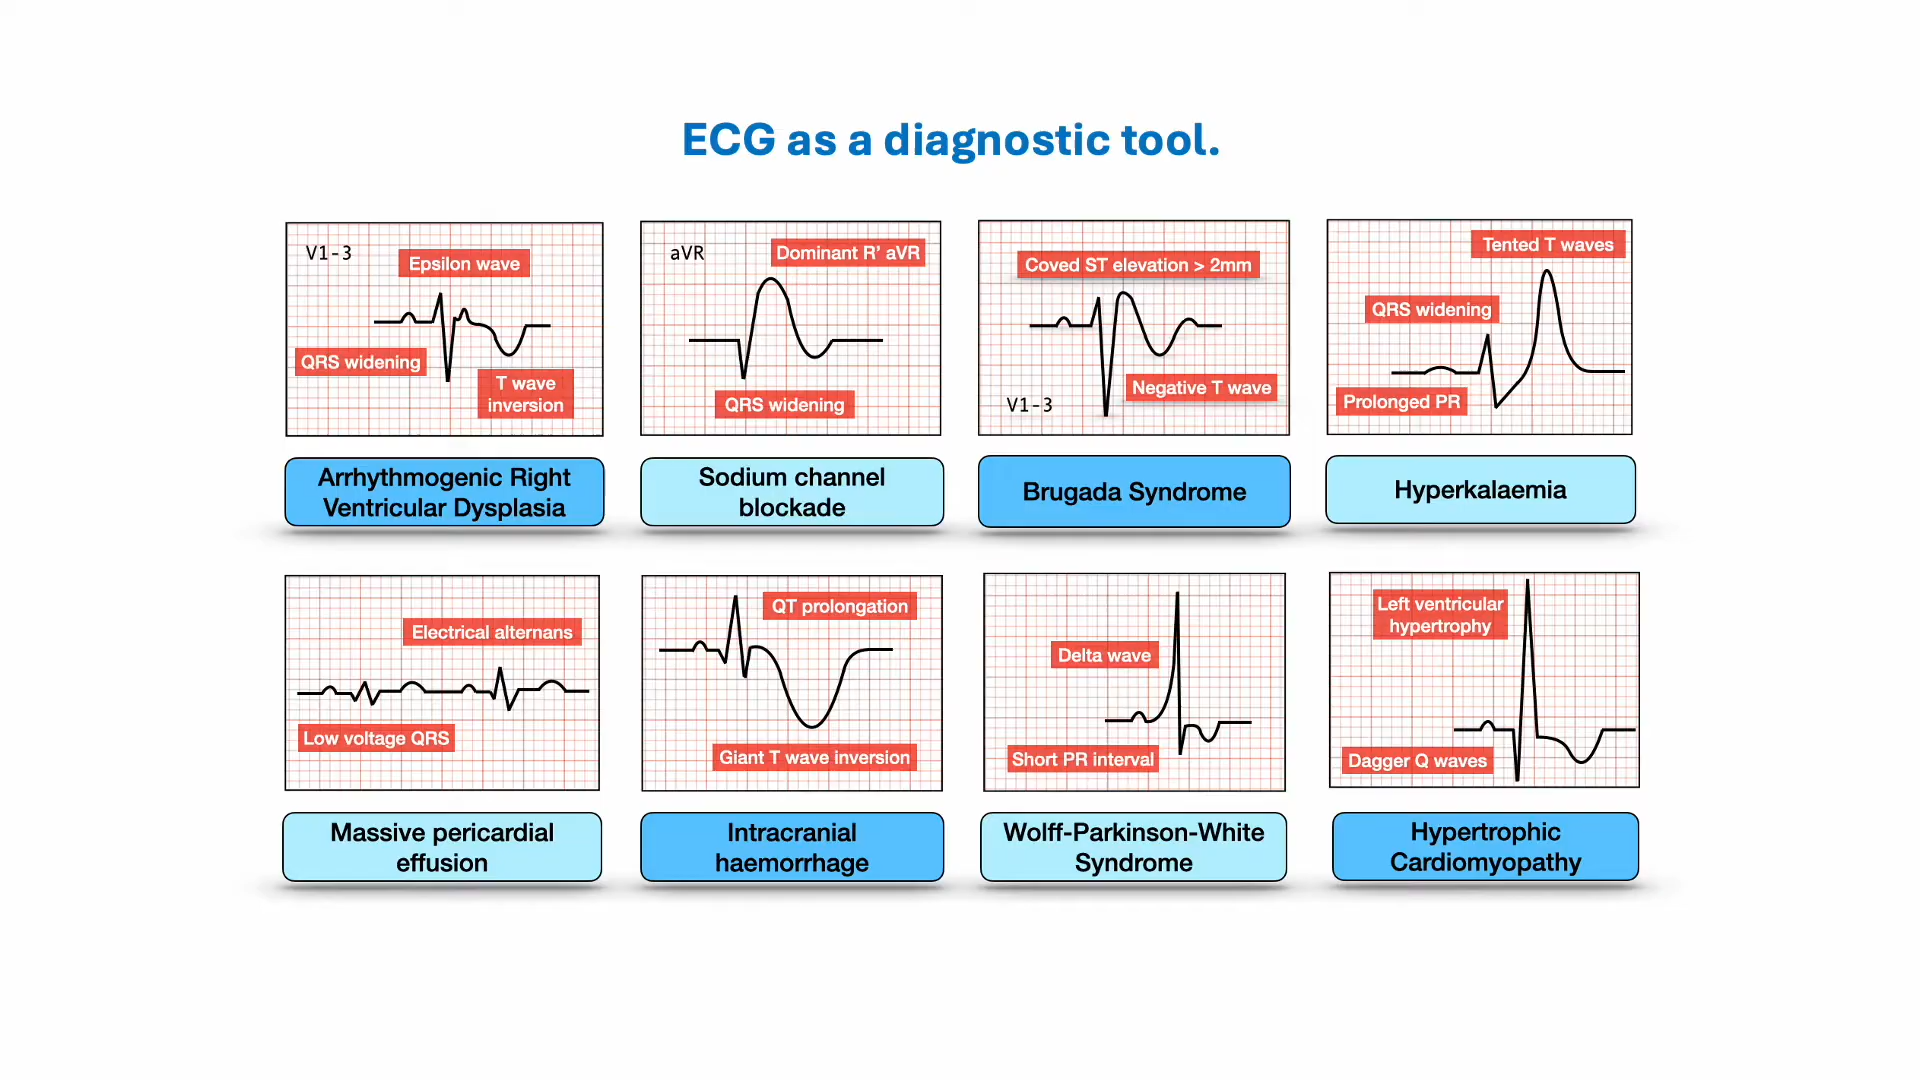 ECG as a diagnostic tool.
V1-3
Epsilon wave
QRS widening
T wave
inversion
Arrhythmogenic Right
Ventricular Dysplasia
aVR
Dominant R’ aVR
QRS widening
Sodium channel
blockade
Coved ST elevation > 2mm
Negative T wave
V1-3
Brugada Syndrome
Tented T waves
QRS widening
Prolonged PR
Hyperkalaemia
Electrical alternans
Low voltage QRS
Massive pericardial
effusion
QT prolongation
Giant T wave inversion
Intracranial
haemorrhage
Delta wave
Short PR interval
Wolff-Parkinson-White
Syndrome
Left ventricular
hypertrophy
Dagger Q waves
Hypertrophic
Cardiomyopathy